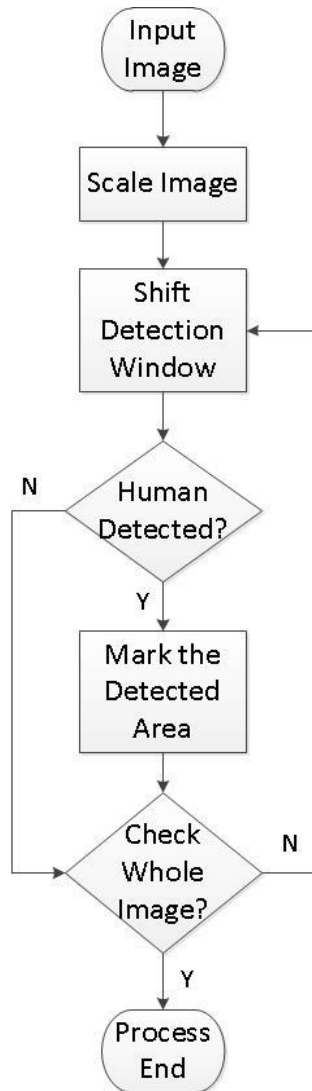 Input
Image
Scale Image
Shift
Detection
Window
N
Human
Detected?
Y
Mark the
Detected
Area
Check
Whole
Image?
N
Y
Process
End